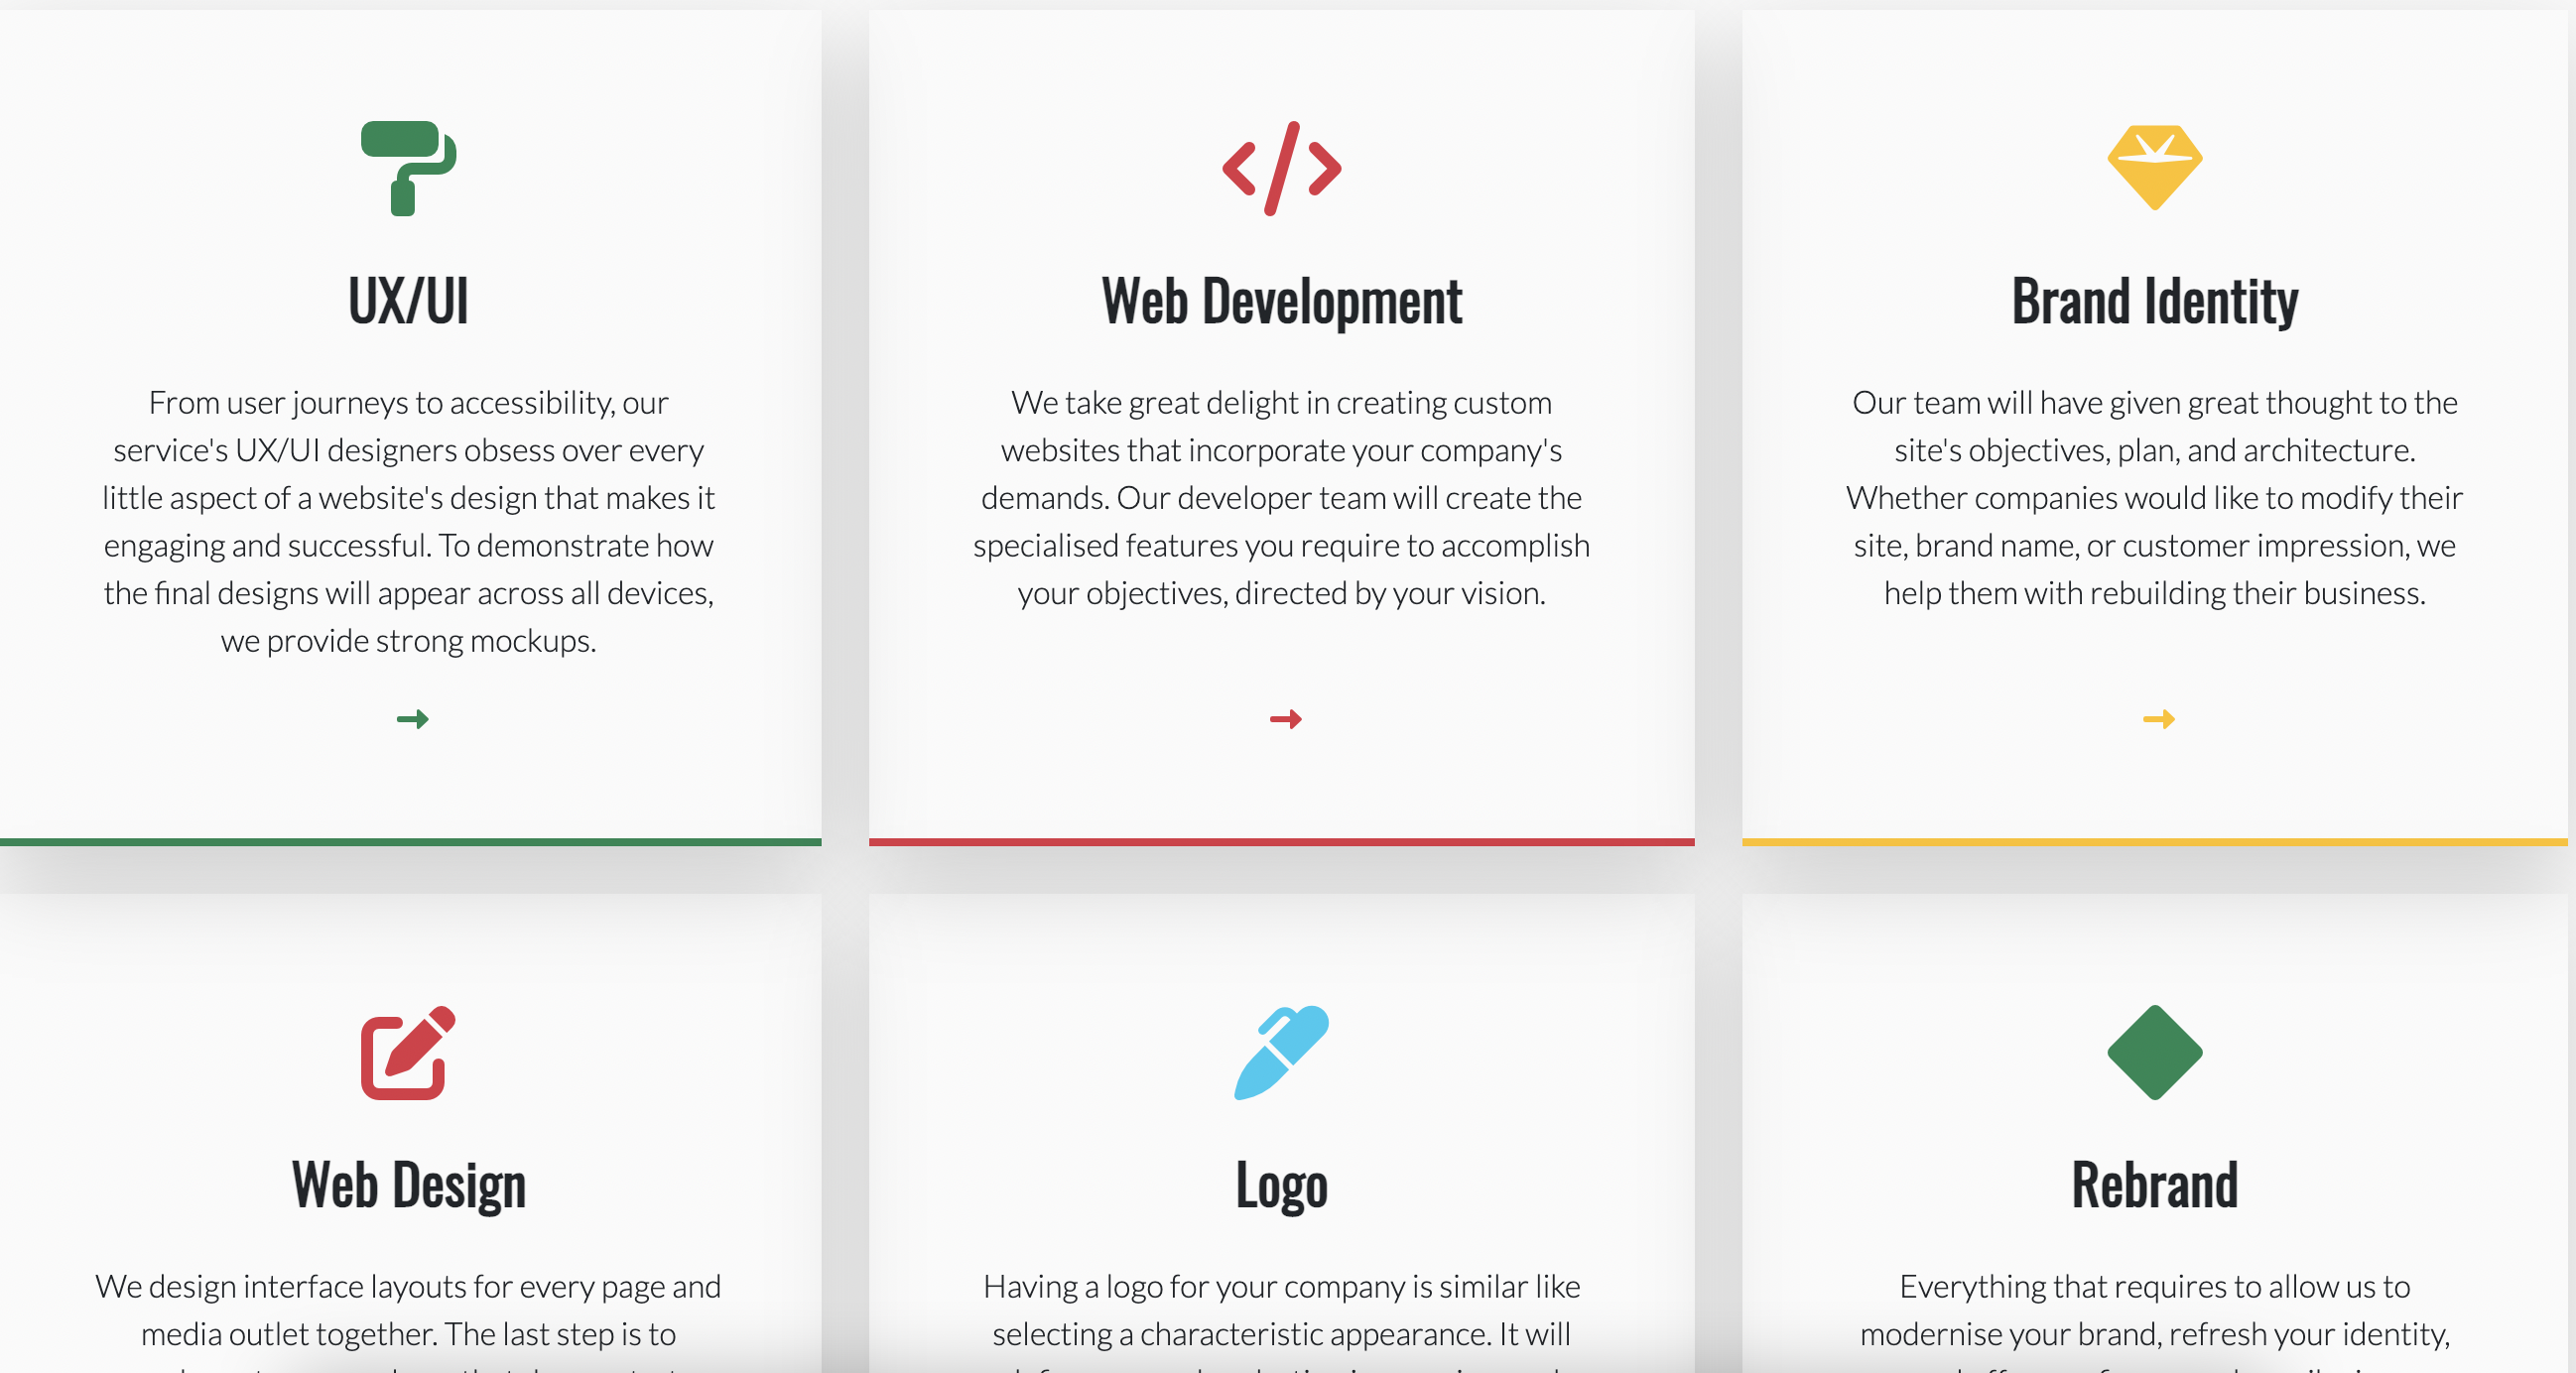 UX/UI
From user journeys to accessibility, our
service's UX/UI designers obsess over every
little aspect of a website's design that makes it
engaging and successful. To demonstrate how
the final designs will appear across all devices,
we provide strong mockups.
Web Development
We take great delight in creating custom
websites that incorporate your company's
demands. Our developer team will create the
specialised features you require to accomplish
your objectives, directed by your vision.
Brand Identity
Our team will have given great thought to the
site's objectives, plan, and architecture.
Whether companies would like to modify their
site, brand name, or customer impression, we
help them with rebuilding their business.
Web Design
We design interface layouts for every page and
media outlet together. The last step is to
Logo
Having a logo for your company is similar like
selecting a characteristic appearance. It will
Rebrand
Everything that requires to allow us to
modernise your brand, refresh your identity,